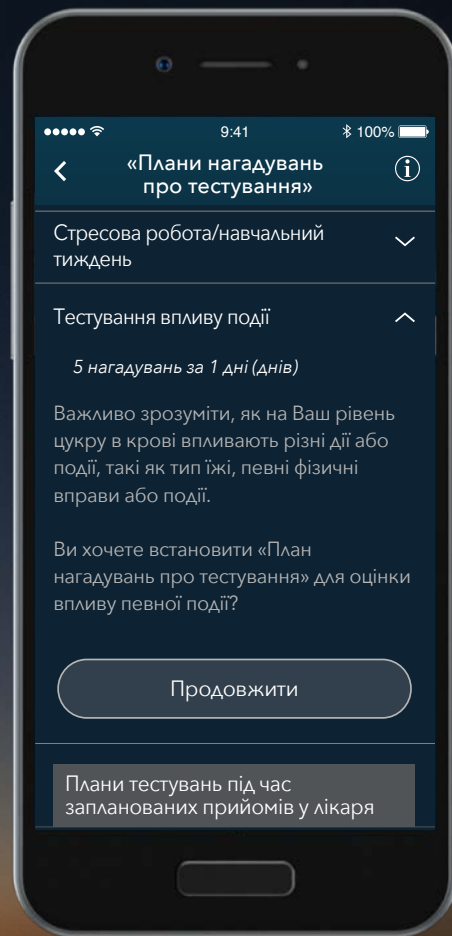 9:41
100%
«Плани нагадувань
про тестування»
Стресова робота/навчальний
тиждень
Тестування впливу події
5 нагадувань за 1 дні (днів)
Важливо зрозуміти, як на Ваш рівень
цукру в крові впливають різні дії або
події, такі як тип їжі, певні фізичні
вправи або події.
Ви хочете встановити «План
нагадувань про тестування» для оцінки
впливу певної події?
Продовжити
Плани тестувань під час
запланованих прийомів у лікаря